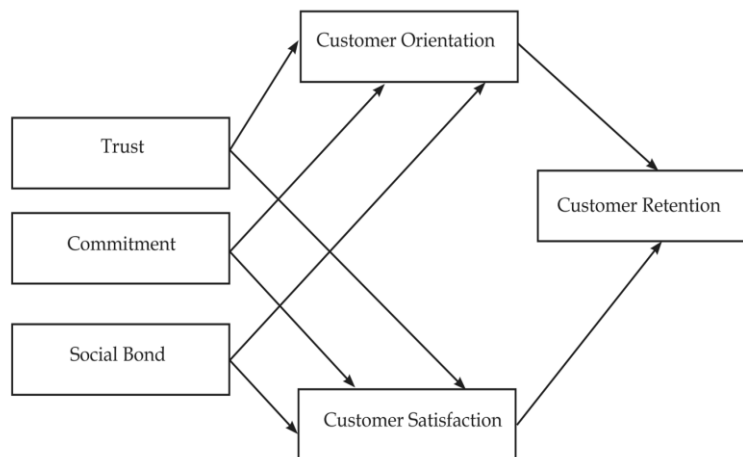 Customer Orientation
Trust
Customer Retention
Commitment
Social Bond
Customer Satisfaction